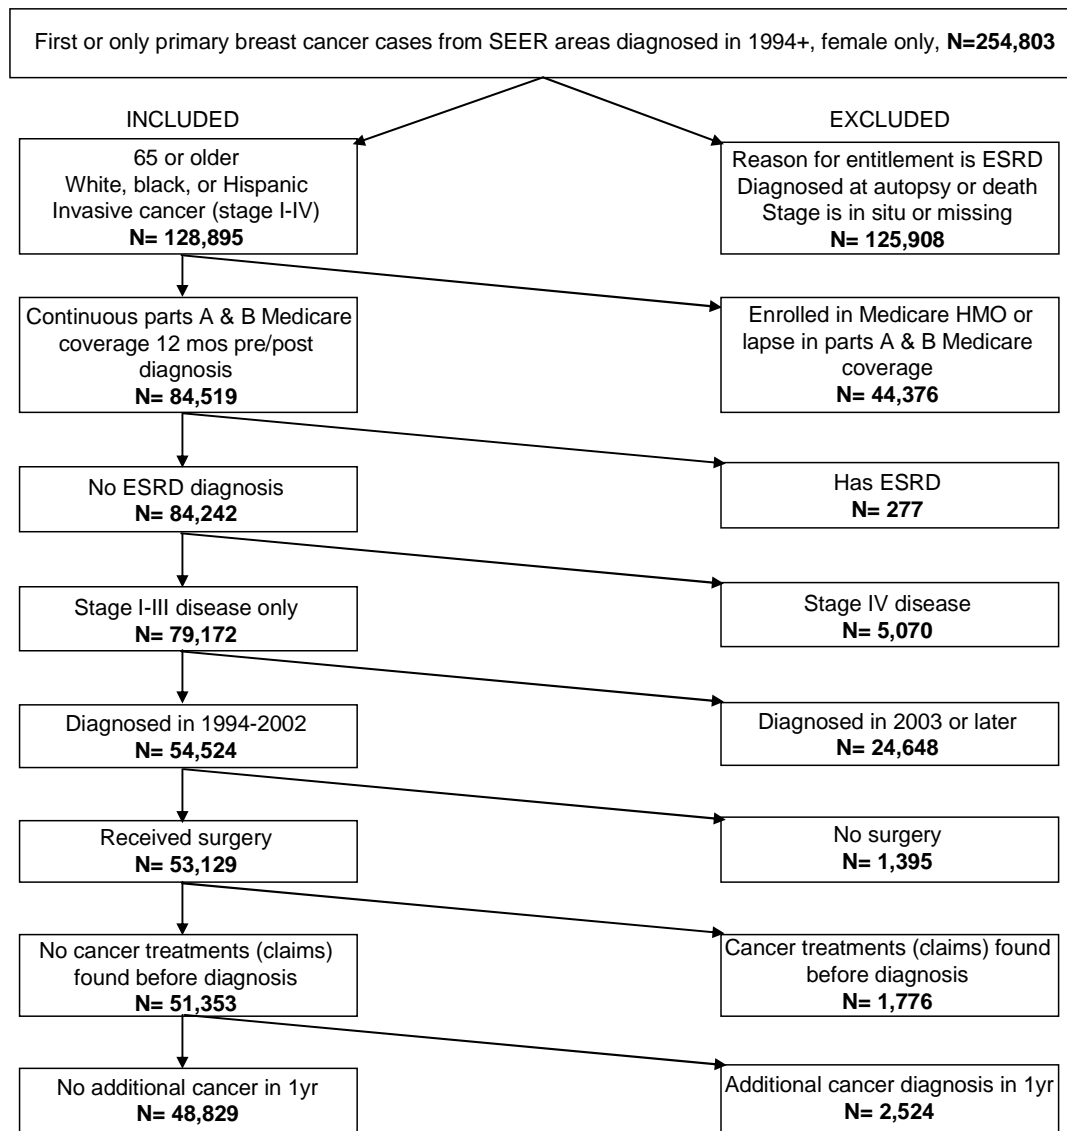 First or only primary breast cancer cases from SEER areas diagnosed in 1994+, female only, N=254,803
INCLUDED
EXCLUDED
65 or older
White, black, or Hispanic
Invasive cancer (stage I-IV)
N= 128,895
Reason for entitlement is ESRD
Diagnosed at autopsy or death
Stage is in situ or missing
N= 125,908
Continuous parts A & B Medicare
coverage 12 mos pre/post
diagnosis
N= 84,519
Enrolled in Medicare HMO or
lapse in parts A & B Medicare
coverage
N= 44,376
No ESRD diagnosis
N= 84,242
Has ESRD
N= 277
Stage I-III disease only
N= 79,172
Stage IV disease
N= 5,070
Diagnosed in 1994-2002
N= 54,524
Diagnosed in 2003 or later
N= 24,648
Received surgery
N= 53,129
No surgery
N= 1,395
No cancer treatments (claims)
found before diagnosis
N= 51,353
Cancer treatments (claims) found
before diagnosis
N= 1,776
No additional cancer in 1yr
N= 48,829
Additional cancer diagnosis in 1yr
N= 2,524